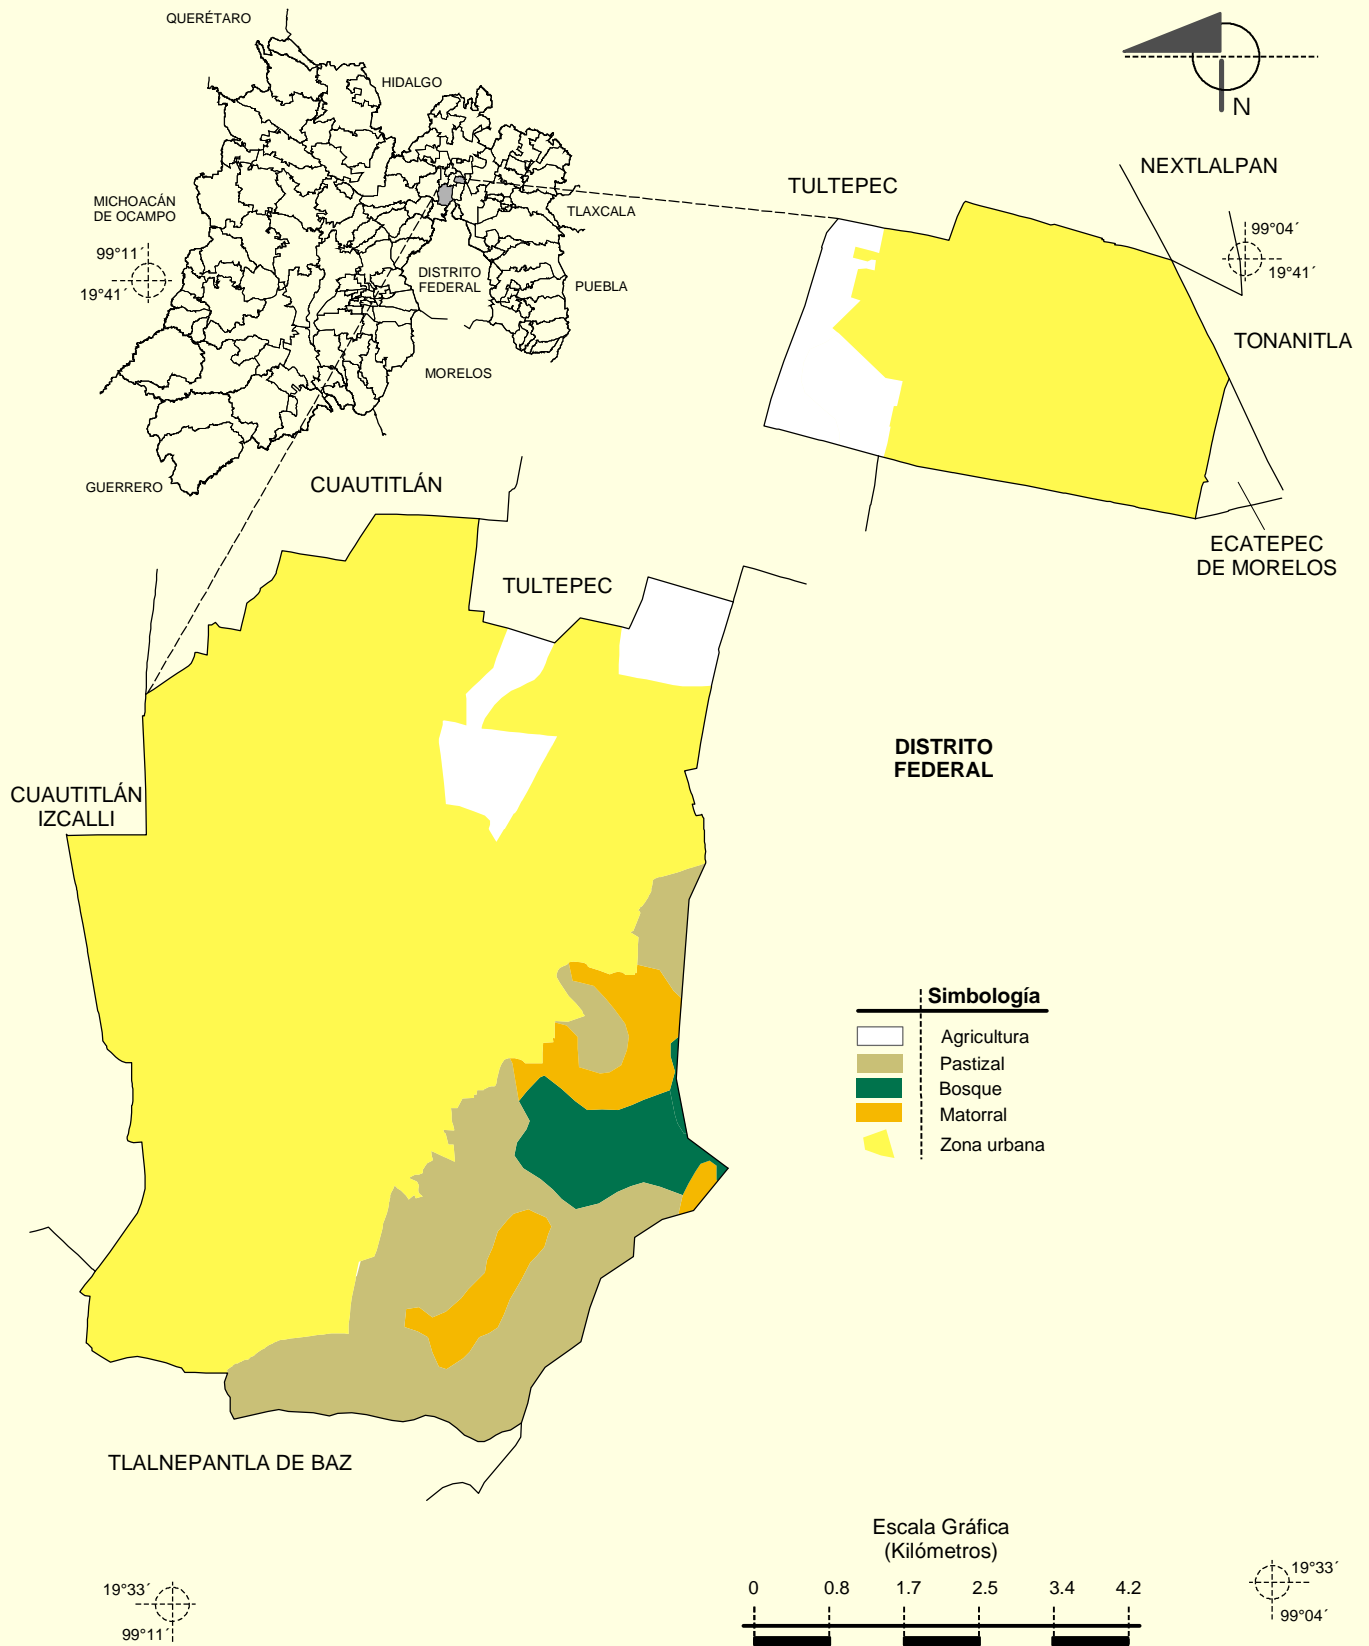 QUERÉTARO
HIDALGO
MICHOACÁN
DE OCAMPO
99°11´
19°41´
TLAXCALA
DISTRITO
FEDERAL
PUEBLA
MORELOS
GUERRERO
N
NEXTLALPAN
TULTEPEC
99°04´
19°41´
TONANITLA
ECATEPEC
DE MORELOS
CUAUTITLÁN
TULTEPEC
DISTRITO
FEDERAL
CUAUTITLÁN
IZCALLI
Simbología
Agricultura
Pastizal
Bosque
Matorral
Zona urbana
TLALNEPANTLA DE BAZ
Escala Gráfica
(Kilómetros)
0 0.8 1.7 2.5 3.4 4.2
19°33´
99°11´
19°33´
99°04´